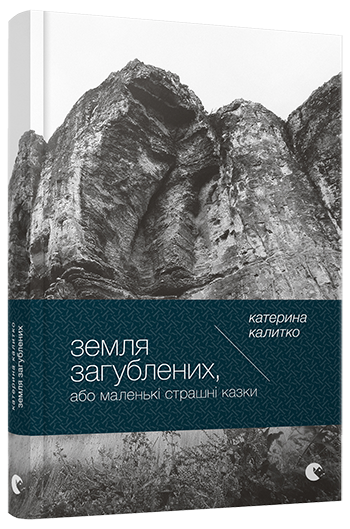 катерина
калитко
земля
загублених,
або маленькі страшні казки
катерина калитко
земля загублених